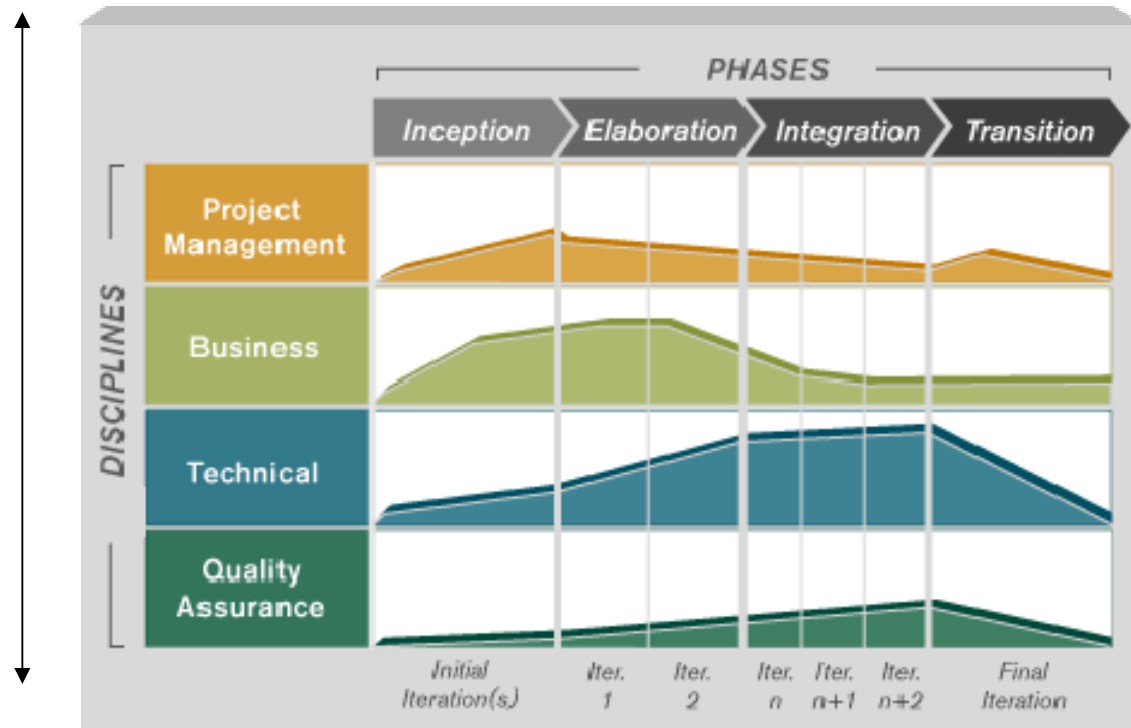 PHASES
Inception
Elaboration
Integration
Transition
DISCIPLINES
Project
Management
Business
Technical
Quality
Assurance
Initial
Iteration(s)
Iter.
1
Iter.
2
Iter.
n
Iter.
n+1
Iter.
n+2
Final
Iteration